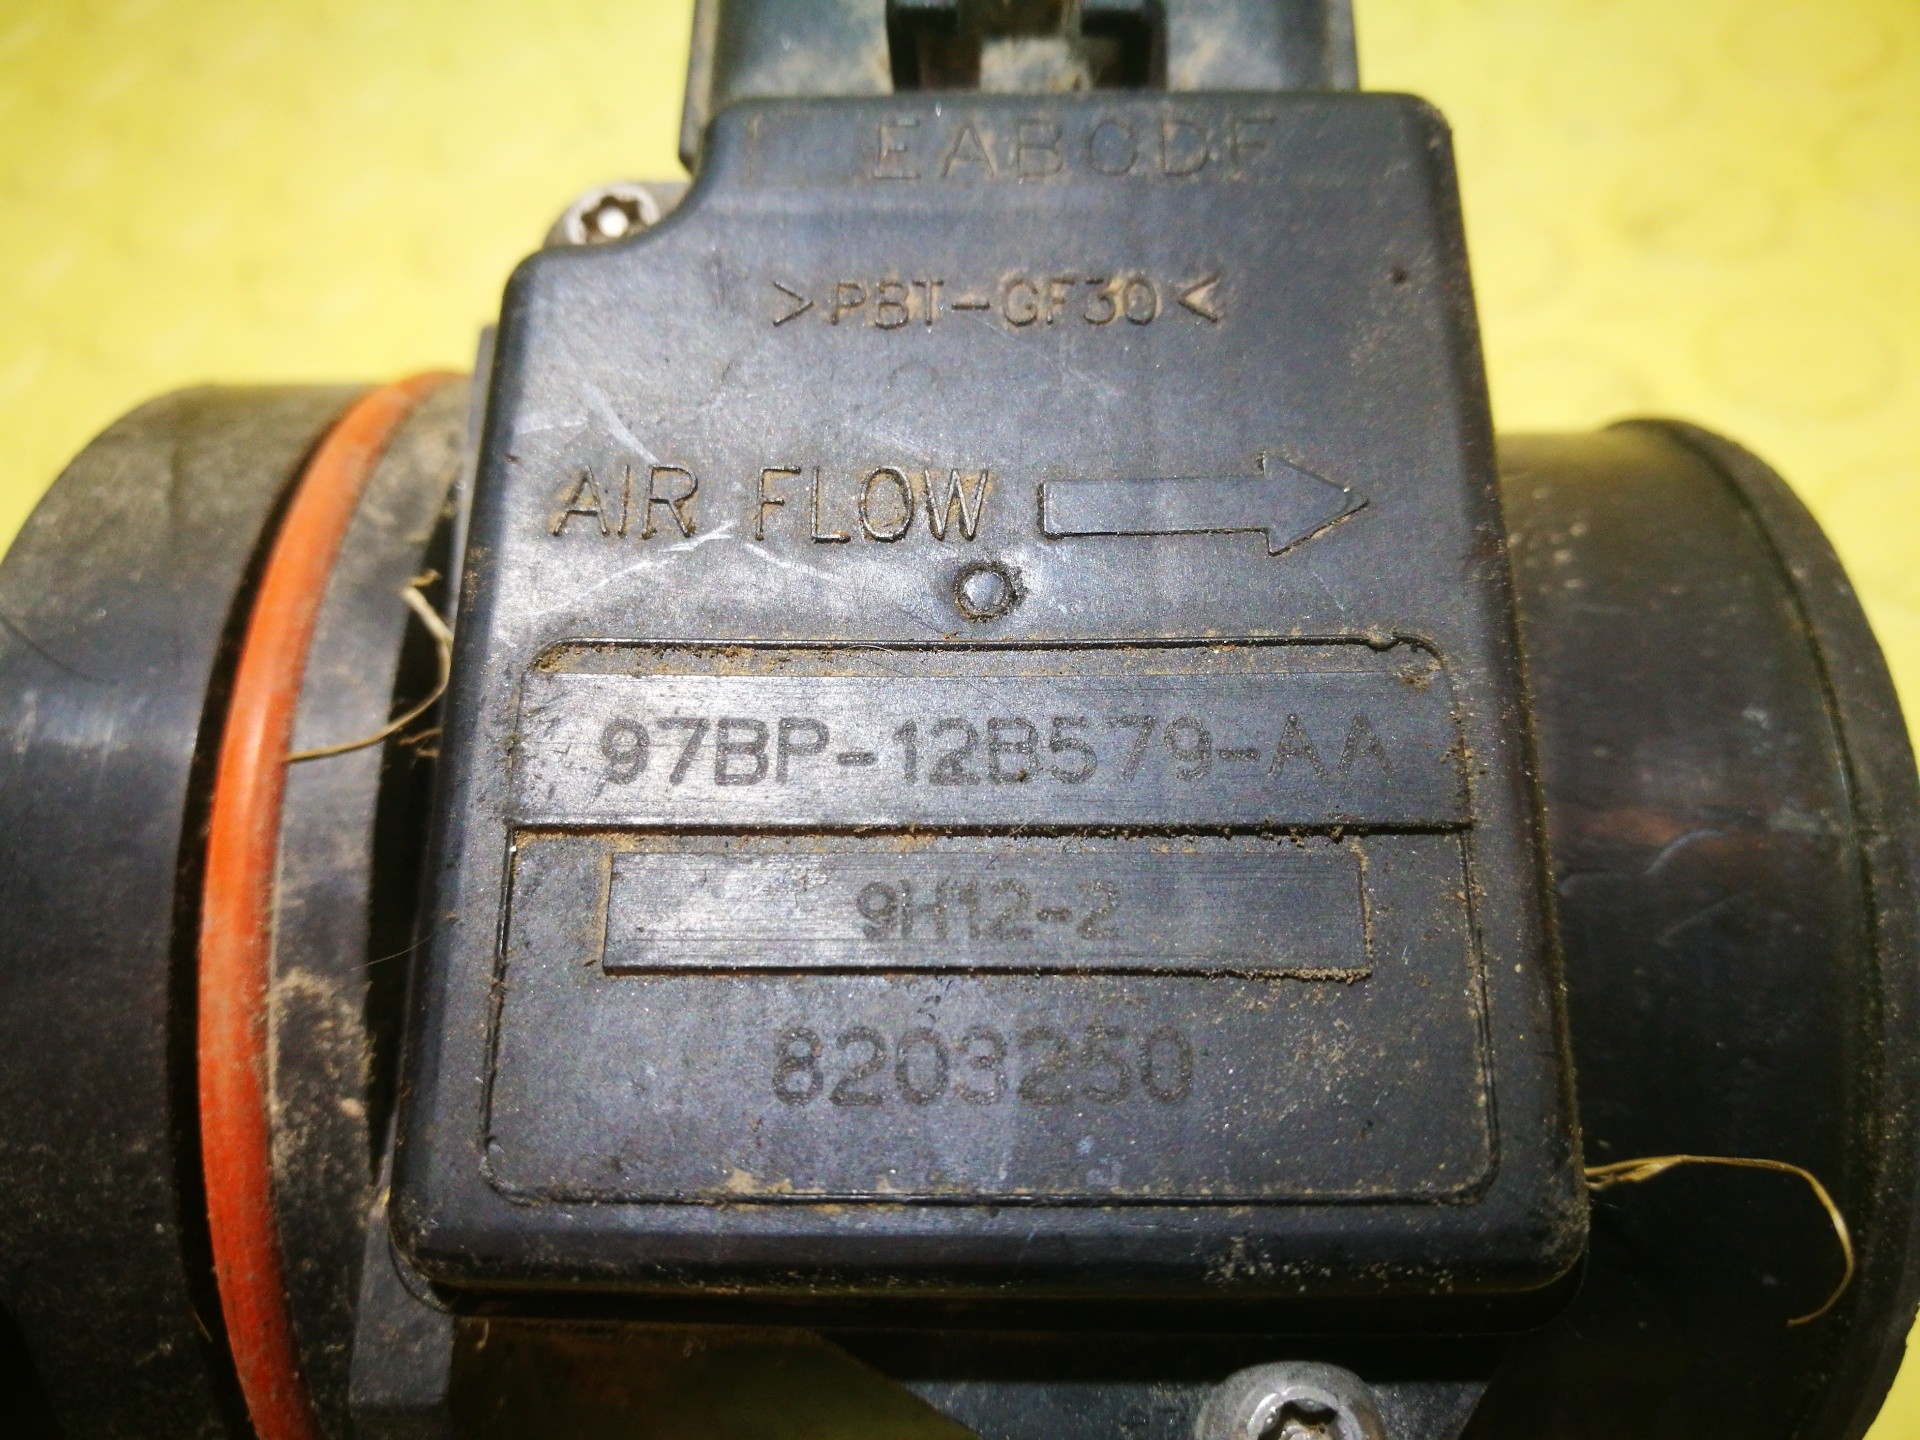 EABCDF
>PBT-GF30<
AIR FLOW
97BP-12B579-AA
9H12-2
8203250